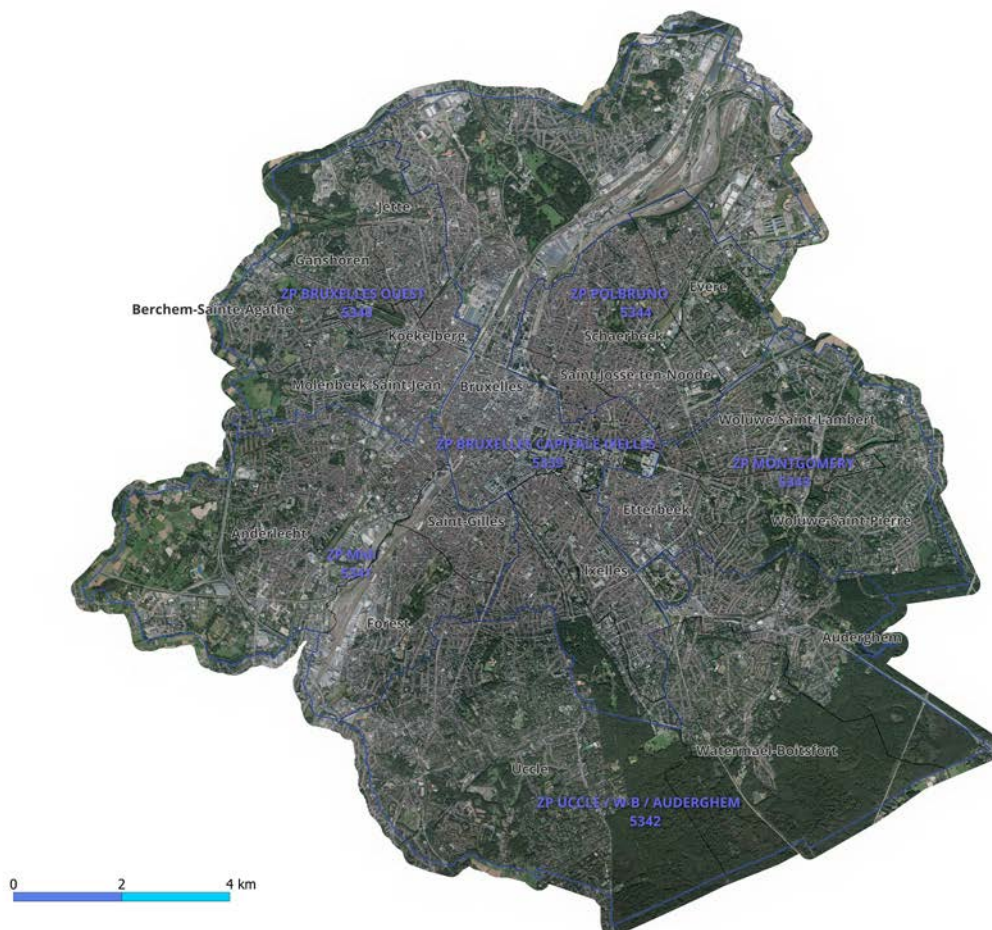 Jette
Ganshoren
ZP BRUXELLES OUEST
5340
Berchem-Sainte-Agathe
Koekelberg
Molenbeek-Saint-Jean
ZP POLBRUNO
5344
Evere
Schaerbeek
Saint-Josse-ten-Noode
Bruxelles
Woluwe-Saint-Lambert
ZP BRUXELLES CAPITALE IXELLES
5339
ZP MONTGOMERY
5343
Etterbeek
Woluwe-Saint-Pierre
Saint-Gilles
Anderlecht
ZP MIDI
5341
Ixelles
Forest
Auderghem
Watermael-Boitsfort
Uccle
ZP UCCLE / W-B / AUDERGHEM
5342
0 2 4 km